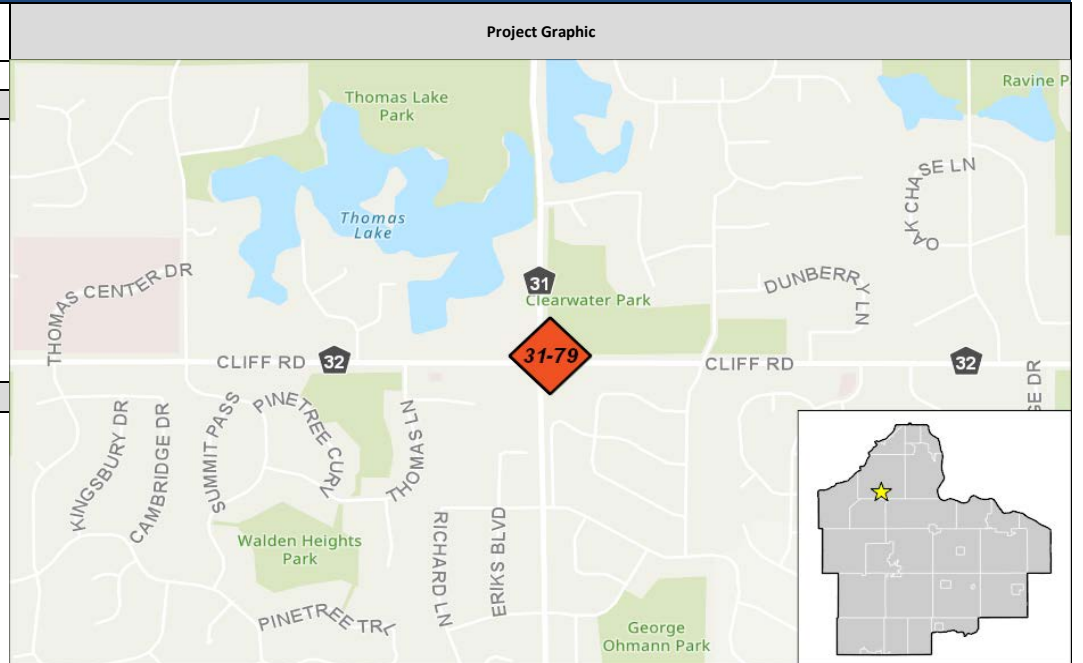 Project Graphic
Thomas Lake
Park
Ravine P
OAK CHASE LN
Thomas
Lake
THOMAS CENTER DR
31
Clearwater Park
DUNBERRY LN
31-79
CLIFF RD
32
CLIFF RD
32
SE DR
KINGSBURY DR
CAMBRIDGE DR
SUMMIT PASS
PINETREE CURV
THOMAS LN
RICHARD LN
ERIKS BLVD
Walden Heights
Park
PINETREE TRL
George
Ohmann Park